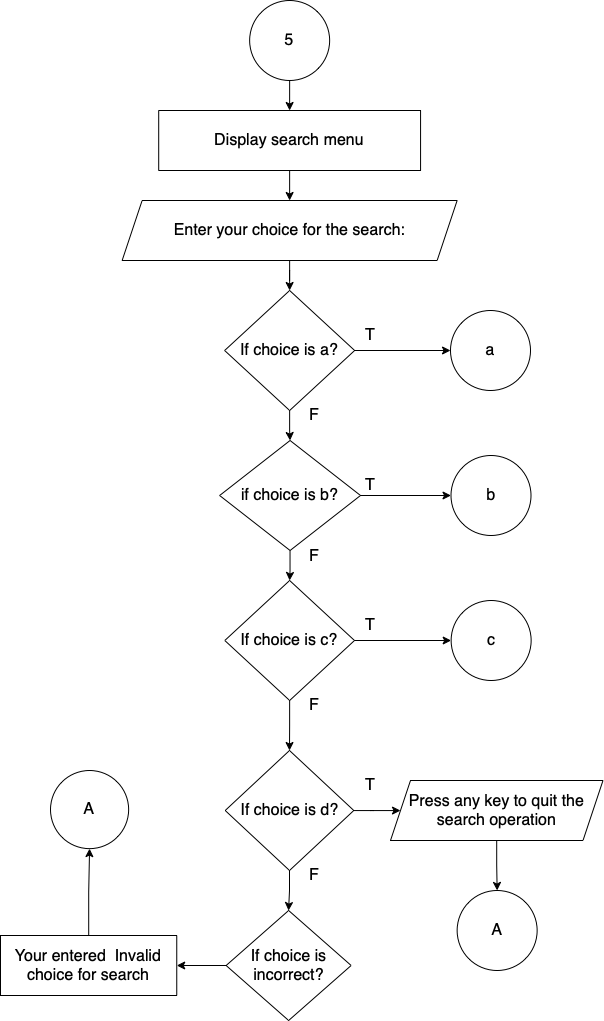 5
Display search menu
Enter your choice for the search:
If choice is a?
T
a
F
if choice is b?
T
b
F
If choice is c?
T
c
F
If choice is d?
T
Press any key to quit the
search operation
A
F
A
If choice is
incorrect?
Your entered  Invalid
choice for search
A